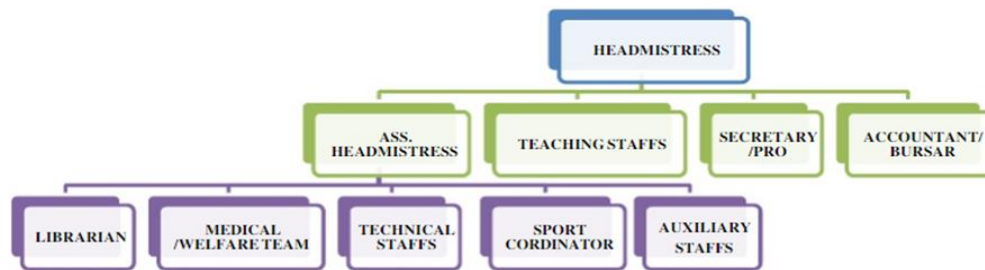 HEADMISTRESS
ASS.
HEADMISTRESS
TEACHING STAFFS
SECRETARY
/PRO
ACCOUNTANT/
BURSAR
LIBRARIAN
MEDICAL
/WELFARE TEAM
TECHNICAL
STAFFS
SPORT
CORDINATOR
AUXILIARY
STAFFS